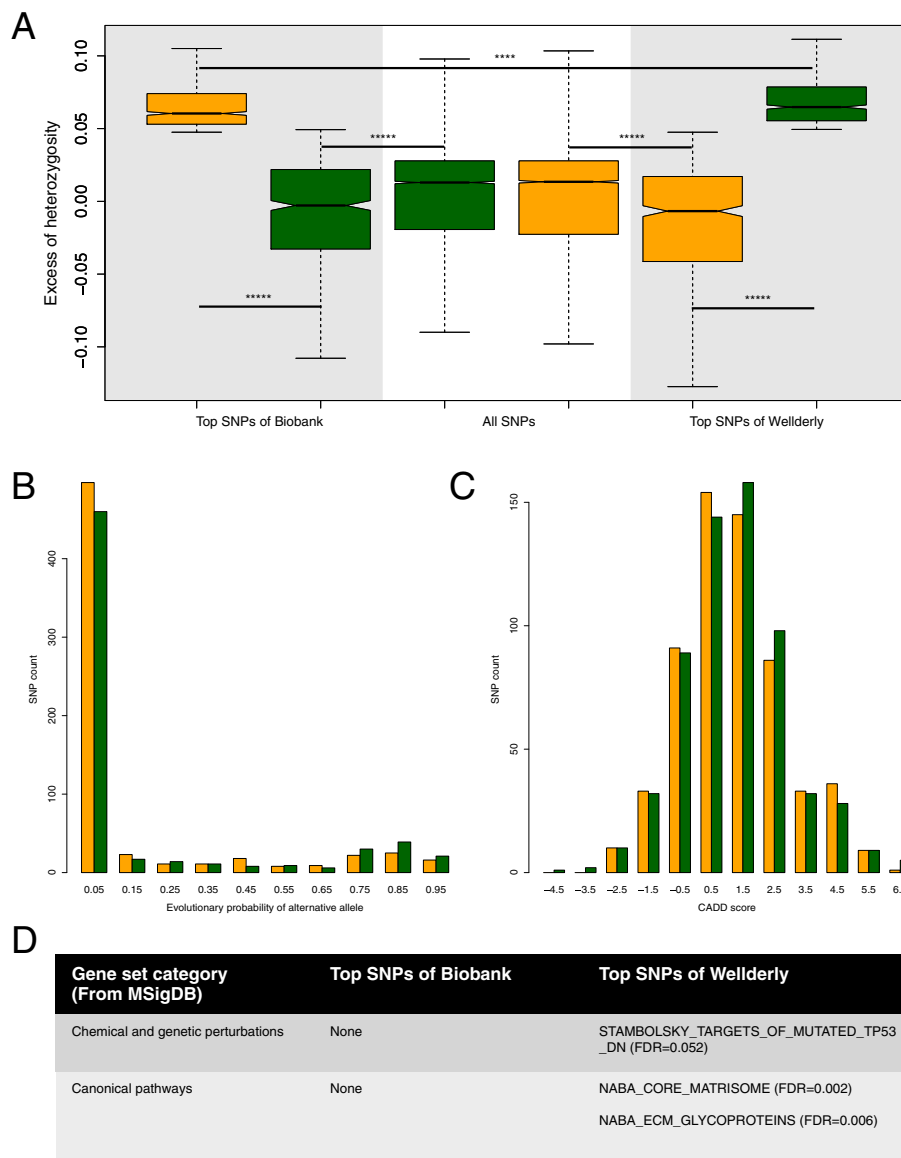 A
Excess of heterozygosity
0.10
0.05
0.00
−0.05
−0.10
****
*****
*****
*****
*****
Top SNPs of Biobank
All SNPs
Top SNPs of Wellderly
B
SNP count
0
100
200
300
400
0.05 0.15 0.25 0.35 0.45 0.55 0.65 0.75 0.85 0.95
Evolutionary probability of alternative allele
C
SNP count
0
50
100
150
−4.5 −3.5 −2.5 −1.5 −0.5 0.5 1.5 2.5 3.5 4.5 5.5 6.
CADD score
D
Gene set category
(From MSigDB)
Top SNPs of Biobank
Top SNPs of Wellderly
Chemical and genetic perturbations
None
STAMBOLSKY_TARGETS_OF_MUTATED_TP53
_DN (FDR=0.052)
Canonical pathways
None
NABA_CORE_MATRISOME (FDR=0.002)
NABA_ECM_GLYCOPROTEINS (FDR=0.006)